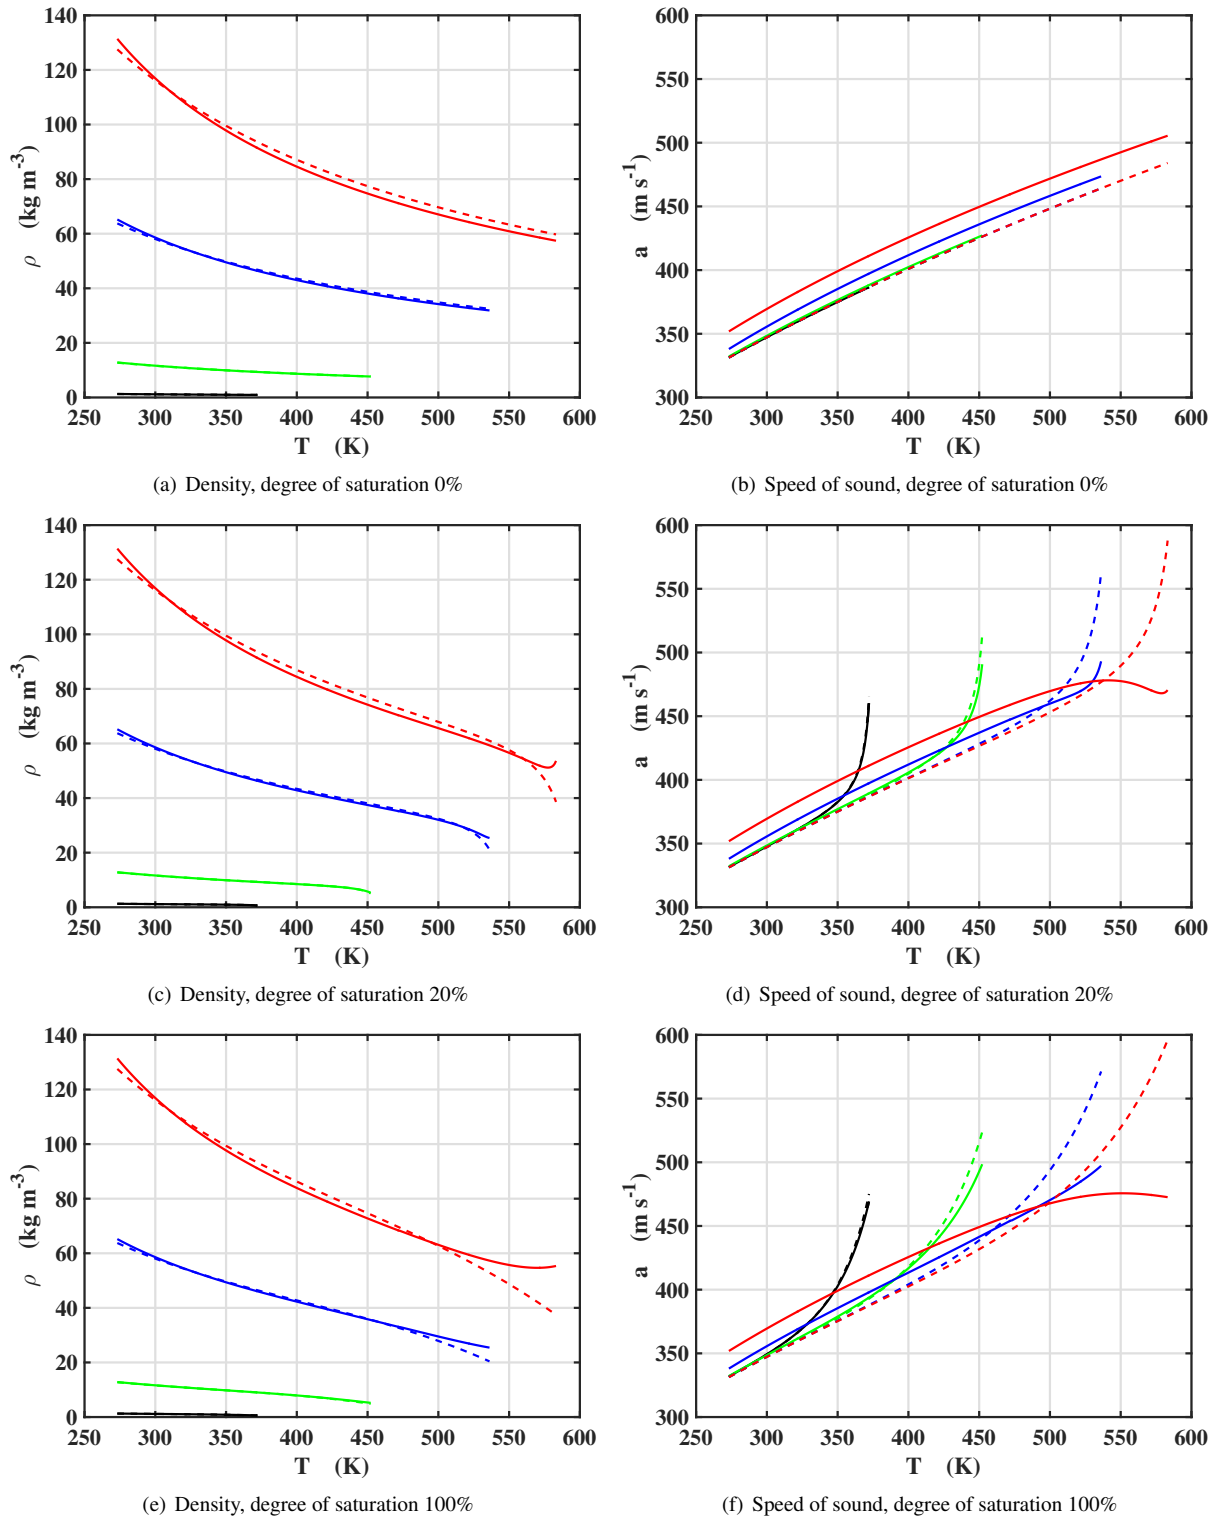 140
120
100
80
60
40
20
0
ρ (kg m-3)
250 300 350 400 450 500 550 600
T (K)
(a) Density, degree of saturation 0%
600
550
500
450
400
350
300
a (m s-1)
250 300 350 400 450 500 550 600
T (K)
(b) Speed of sound, degree of saturation 0%
140
120
100
80
60
40
20
0
ρ (kg m-3)
250 300 350 400 450 500 550 600
T (K)
(c) Density, degree of saturation 20%
600
550
500
450
400
350
300
a (m s-1)
250 300 350 400 450 500 550 600
T (K)
(d) Speed of sound, degree of saturation 20%
140
120
100
80
60
40
20
0
ρ (kg m-3)
250 300 350 400 450 500 550 600
T (K)
(e) Density, degree of saturation 100%
600
550
500
450
400
350
300
a (m s-1)
250 300 350 400 450 500 550 600
T (K)
(f) Speed of sound, degree of saturation 100%